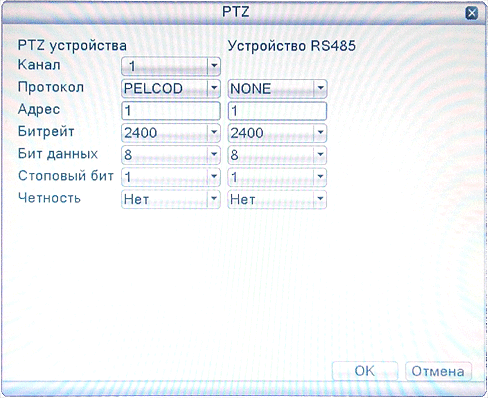 PTZ
PTZ устройства Устройство RS485
Канал 1
Протокол PELCOD NONE
Адрес 1 1
Битрейт 2400 2400
Бит данных 8 8
Стоповый бит 1 1
Четность Нет Нет
OK Отмена